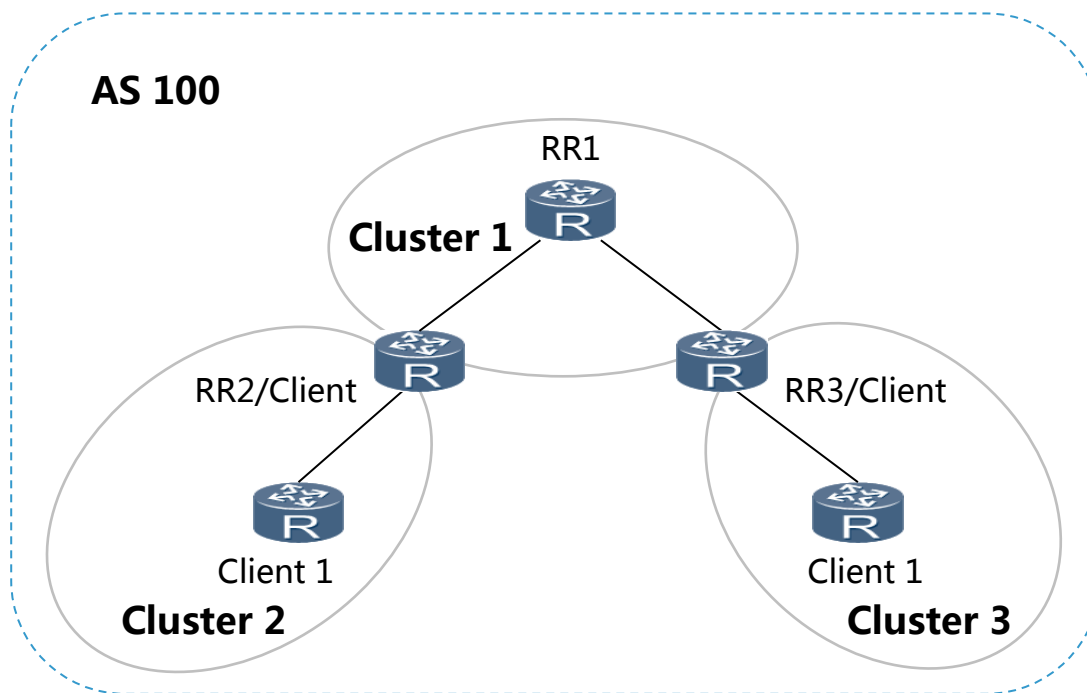 AS 100
RR1
Cluster 1
R
R
R
RR2/Client
RR3/Client
R
R
Client 1
Client 1
Cluster 2
Cluster 3